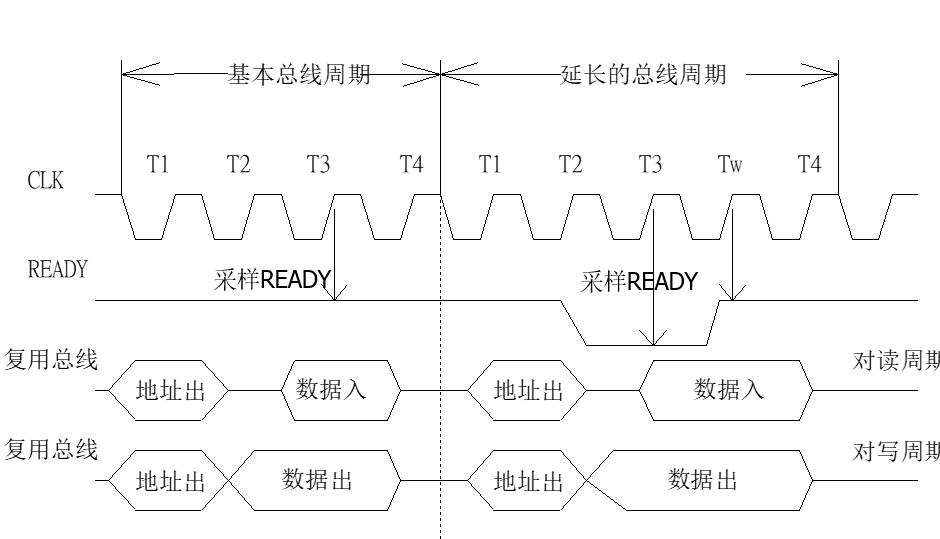 基本总线周期 延长的总线周期
T1 T2 T3 T4 T1 T2 T3 Tw T4
CLK
READY
采样READY 采样READY
复用总线 地址出 数据入 地址出 数据入 对读周期
复用总线 地址出 数据出 地址出 数据出 对写周期